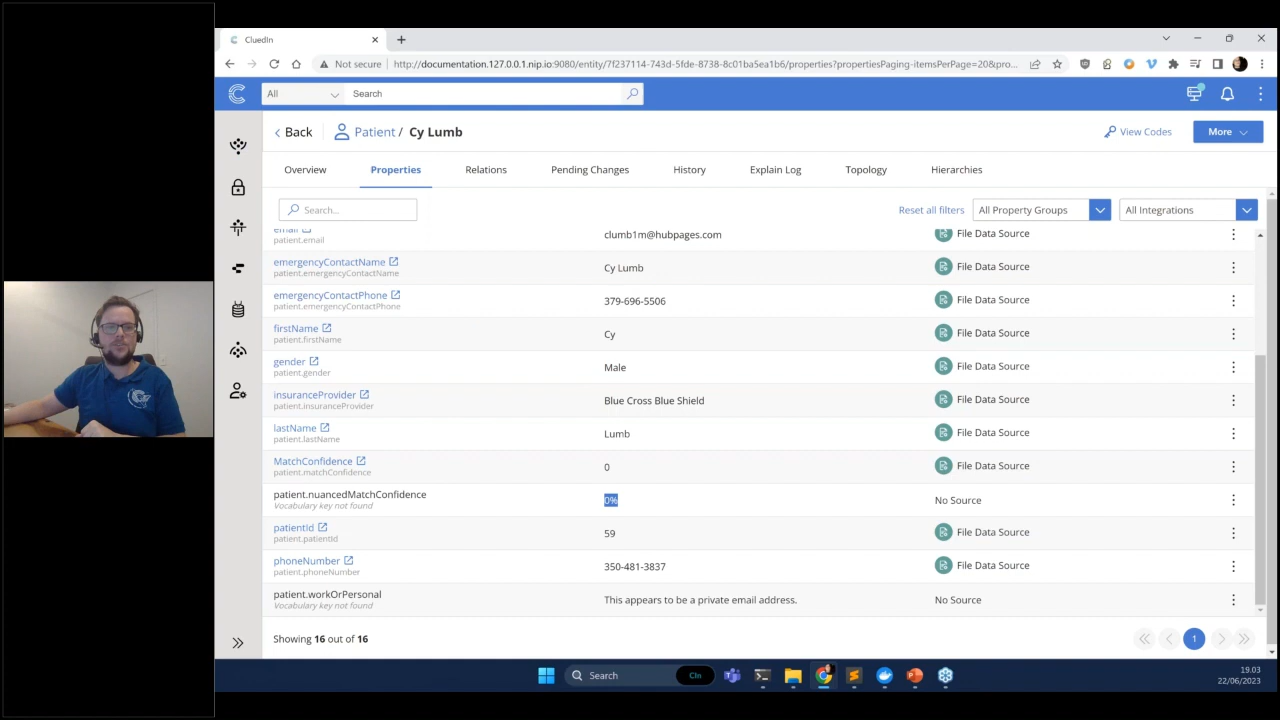 CluedIn
Not secure
http://documentation.127.0.0.1.nip.io:9080/entity/7f237114-743d-5fde-8738-8c01ba5ea1b6/properties?propertiesPaging-itemsPerPage=20&pro...
All
Search
Back
Patient / Cy Lumb
View Codes
More
Overview
Properties
Relations
Pending Changes
History
Explain Log
Topology
Hierarchies
Search...
Reset all filters
All Property Groups
All Integrations
email
patient.email
clumb1m@hubpages.com
File Data Source
emergencyContactName
patient.emergencyContactName
Cy Lumb
File Data Source
emergencyContactPhone
patient.emergencyContactPhone
379-696-5506
File Data Source
firstName
patient.firstName
Cy
File Data Source
gender
patient.gender
Male
File Data Source
insuranceProvider
patient.insuranceProvider
Blue Cross Blue Shield
File Data Source
lastName
patient.lastName
Lumb
File Data Source
MatchConfidence
patient.matchConfidence
0
File Data Source
patient.nuancedMatchConfidence
Vocabulary key not found
0%
No Source
patientId
patient.patientId
59
File Data Source
phoneNumber
patient.phoneNumber
350-481-3837
File Data Source
patient.workOrPersonal
Vocabulary key not found
This appears to be a private email address.
No Source
Showing 16 out of 16
1
Search
19.03
22/06/2023